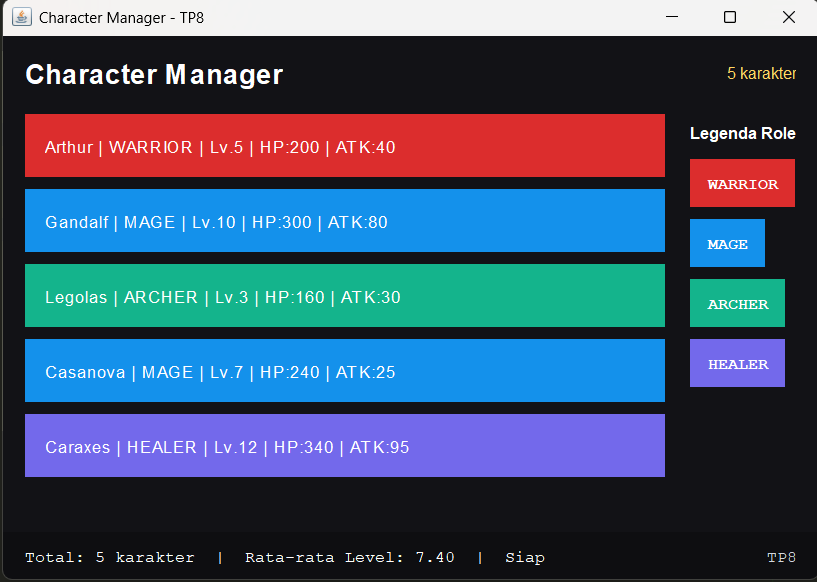 Character Manager - TP8
Character Manager
5 karakter
Arthur | WARRIOR | Lv.5 | HP:200 | ATK:40
Gandalf | MAGE | Lv.10 | HP:300 | ATK:80
Legolas | ARCHER | Lv.3 | HP:160 | ATK:30
Casanova | MAGE | Lv.7 | HP:240 | ATK:25
Caraxes | HEALER | Lv.12 | HP:340 | ATK:95
Legenda Role
WARRIOR
MAGE
ARCHER
HEALER
Total: 5 karakter | Rata-rata Level: 7.40 | Siap
TP8